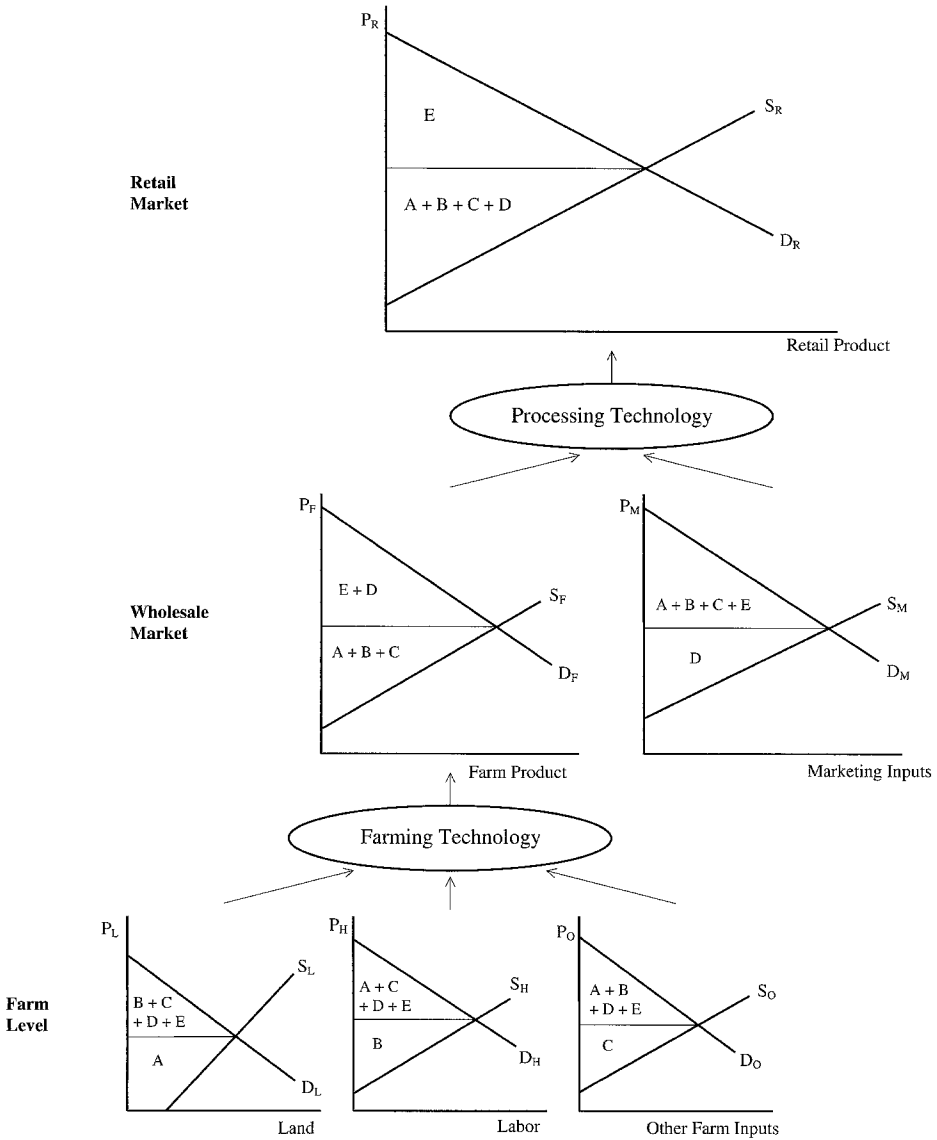 P_R
E
S_R
Retail
Market
A + B + C + D
D_R
Retail Product
Processing Technology
P_F
P_M
E + D
S_F
A + B + C + E
S_M
Wholesale
Market
A + B + C
D
D_F
D_M
Farm Product
Marketing Inputs
Farming Technology
P_L
P_H
P_O
S_L
A + C
+ D + E
S_H
A + B
+ D + E
S_O
Farm
Level
B + C
+ D + E
A
B
C
D_L
D_H
D_O
Land
Labor
Other Farm Inputs